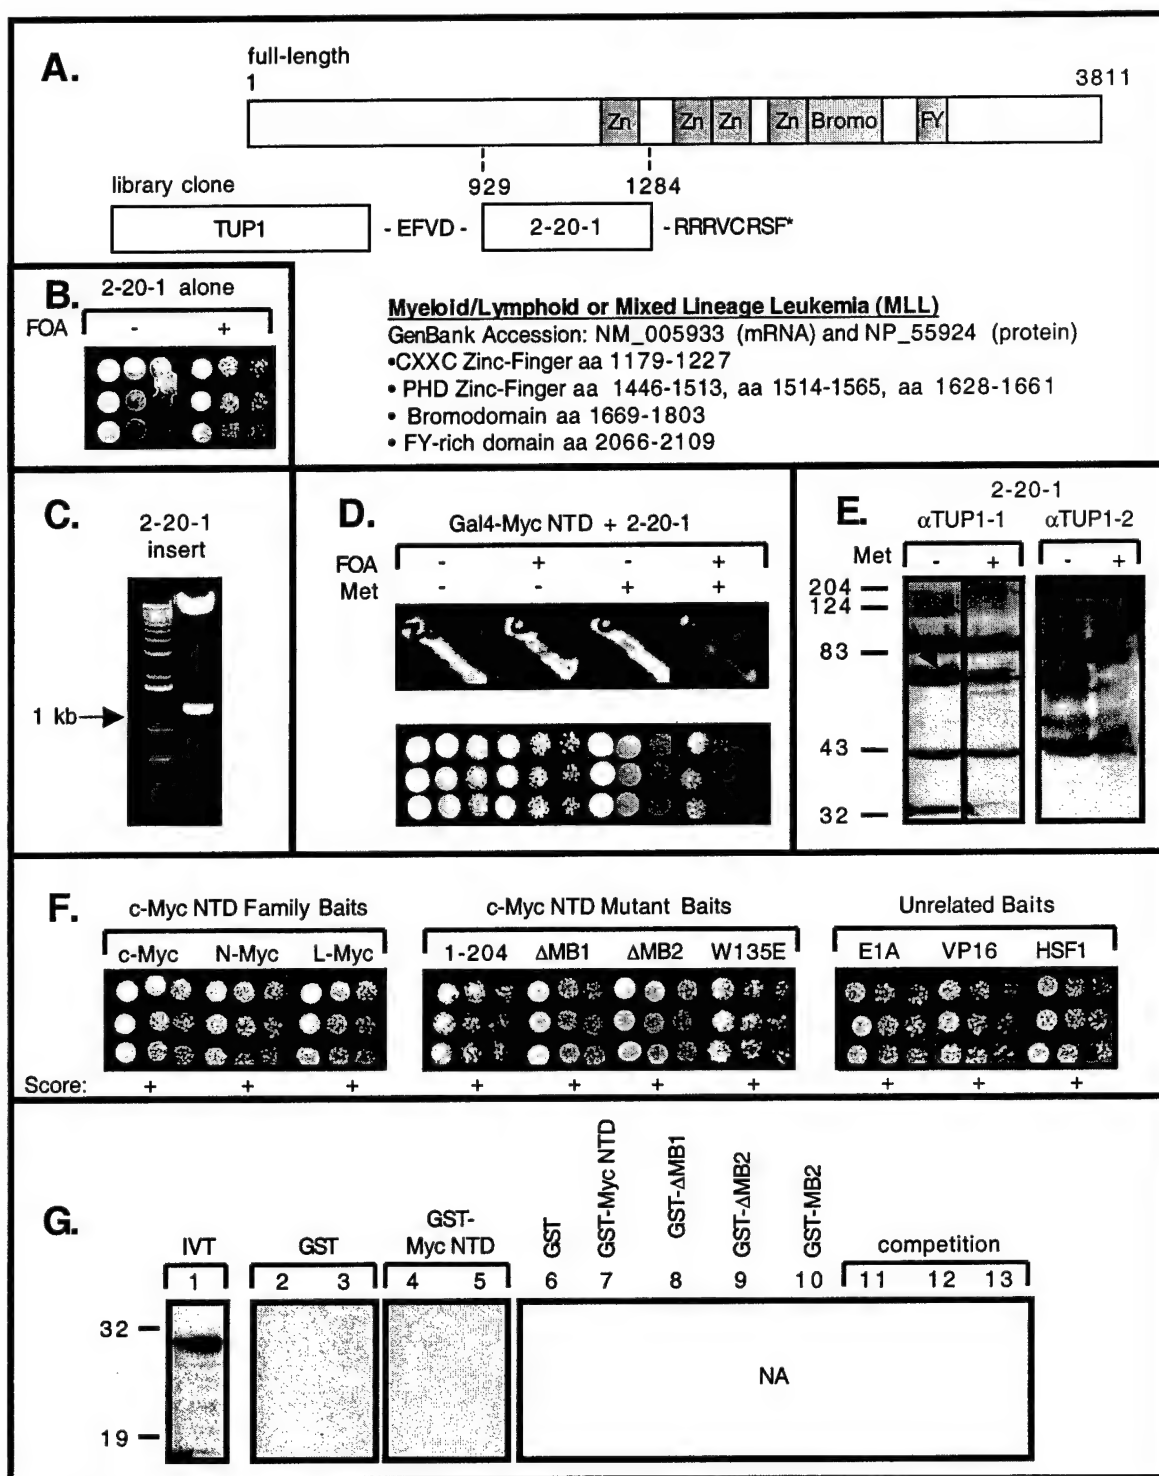 A.
full-length
1 3811
Zn Zn Zn Zn Bromo FY
929 1284
library clone
TUP1 - EFVD - 2-20-1 - RRRVCRSF*
B. 2-20-1 alone
FOA - +
Myeloid/Lymphoid or Mixed Lineage Leukemia (MLL)
GenBank Accession: NM_005933 (mRNA) and NP_55924 (protein)
•CXXC Zinc-Finger aa 1179-1227
• PHD Zinc-Finger aa 1446-1513, aa 1514-1565, aa 1628-1661
• Bromodomain aa 1669-1803
• FY-rich domain aa 2066-2109
C.
2-20-1
insert
1 kb
D.
Gal4-Myc NTD + 2-20-1
FOA - + - +
Met - - + +
E.
2-20-1
αTUP1-1 αTUP1-2
Met - + - +
204
124
83
43
32
F.
c-Myc NTD Family Baits c-Myc NTD Mutant Baits Unrelated Baits
c-Myc N-Myc L-Myc 1-204 ΔMB1 ΔMB2 W135E E1A VP16 HSF1
Score: + + + + + + + + + +
G.
IVT GST GST-
Myc NTD
GST
GST-Myc NTD
GST-ΔMB1
GST-ΔMB2
GST-MB2
competition
1 2 3 4 5 6 7 8 9 10 11 12 13
32
19
NA